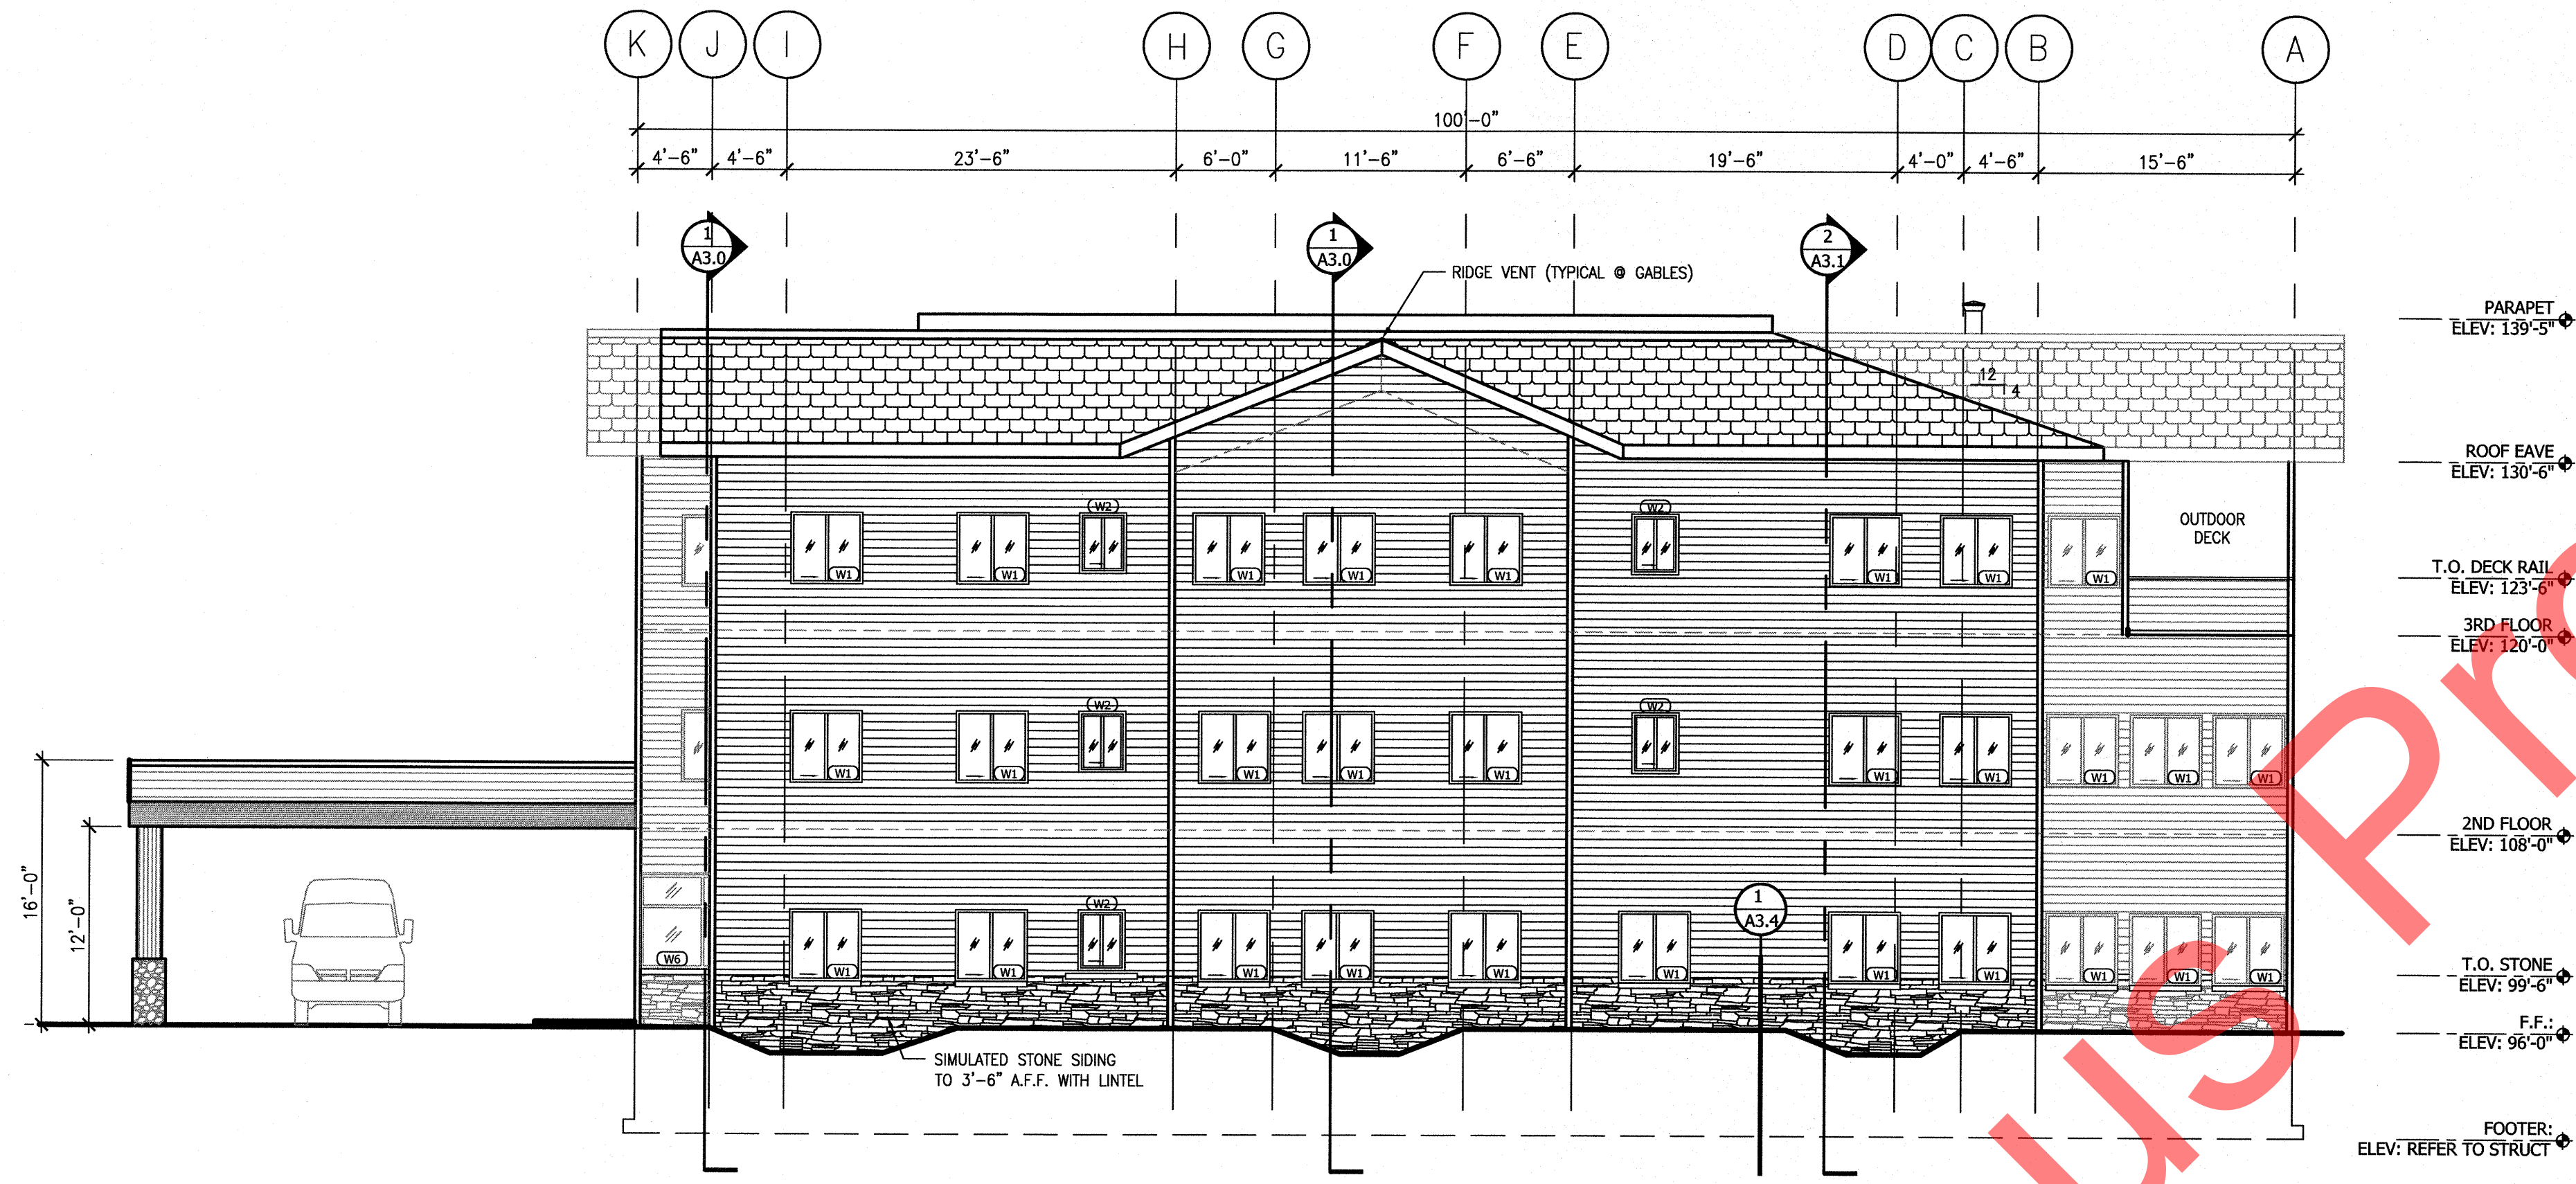 K J I H G F E D C B A
100'-0"
4'-6" 4'-6" 23'-6" 6'-0" 11'-6" 6'-6" 19'-6" 4'-0" 4'-6" 15'-6"
1
A3.0
1
A3.0
2
A3.1
RIDGE VENT (TYPICAL @ GABLES)
PARAPET
ELEV: 139'-5"
12
4
ROOF EAVE
ELEV: 130'-6"
W2 W2
OUTDOOR
DECK
W1 W1 W1 W1 W1 W1 W1 W1
T.O. DECK RAIL
ELEV: 123'-6"
3RD FLOOR
ELEV: 120'-0"
W2 W2
W1 W1 W1 W1 W1 W1 W1 W1 W1 W1
2ND FLOOR
ELEV: 108'-0"
16'-0"
12'-0"
W2
1
A3.4
W6 W1 W1 W1 W1 W1 W1 W1 W1 W1 W1 W1
T.O. STONE
ELEV: 99'-6"
F.F.:
ELEV: 96'-0"
SIMULATED STONE SIDING
TO 3'-6" A.F.F. WITH LINTEL
FOOTER:
ELEV: REFER TO STRUCT
us Pr